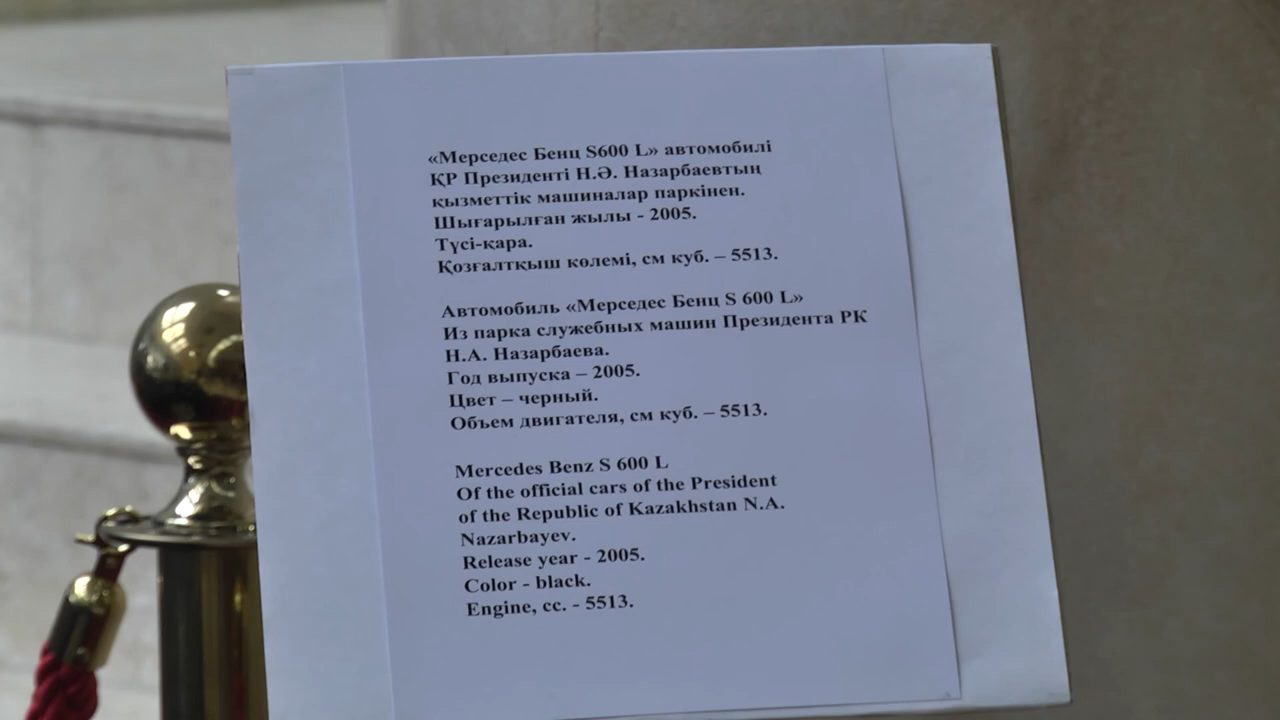 «Мерседес Бенц S600 L» автомобилі
ҚР Президенті Н.Ә. Назарбаевтың
қызметтік машиналар паркінен.
Шығарылған жылы - 2005.
Түсі-қара.
Қозғалтқыш көлемі, см куб. – 5513.
Автомобиль «Мерседес Бенц S 600 L»
Из парка служебных машин Президента РК
Н.А. Назарбаева.
Год выпуска – 2005.
Цвет – черный.
Объем двигателя, см куб. – 5513.
Mercedes Benz S 600 L
Of the official cars of the President
of the Republic of Kazakhstan N.A.
Nazarbayev.
Release year - 2005.
Color - black.
Engine, cc. - 5513.